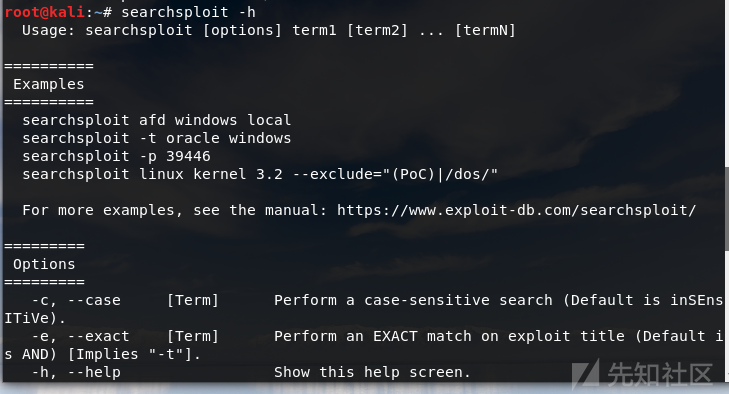 root@kali:~# searchsploit -h
  Usage: searchsploit [options] term1 [term2] ... [termN]

==========
 Examples
==========
  searchsploit afd windows local
  searchsploit -t oracle windows
  searchsploit -p 39446
  searchsploit linux kernel 3.2 --exclude="(PoC)|/dos/"

  For more examples, see the manual: https://www.exploit-db.com/searchsploit/

=========
 Options
=========
   -c, --case     [Term]      Perform a case-sensitive search (Default is inSEns
ITiVe).
   -e, --exact    [Term]      Perform an EXACT match on exploit title (Default i
s AND) [Implies "-t"].
   -h, --help                 Show this help screen.
先知社区